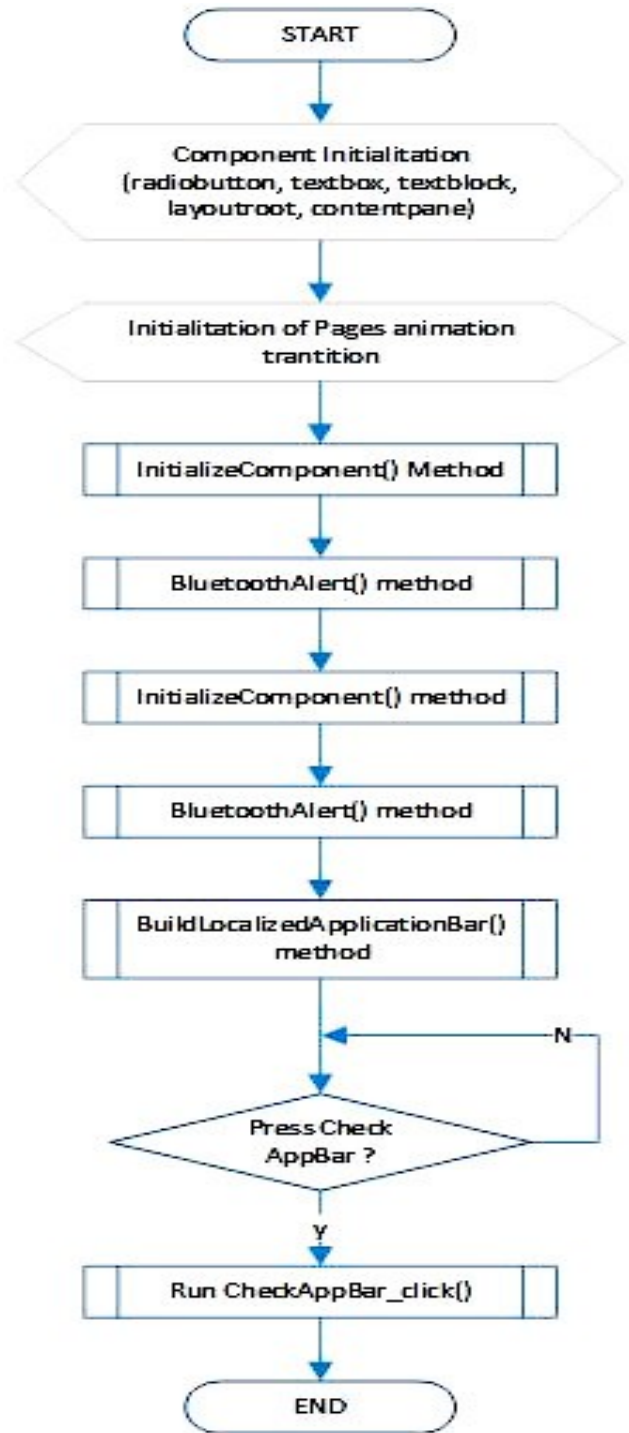 START
Component Initialitation
(radiobutton, textbox, textblock,
layoutroot, contentpane)
Initialitation of Pages animation
trantition
InitializeComponent() Method
BluetoothAlert() method
InitializeComponent() method
BluetoothAlert() method
BuildLocalizedApplicationBar()
method
N
Press Check
AppBar ?
Y
Run CheckAppBar_click()
END